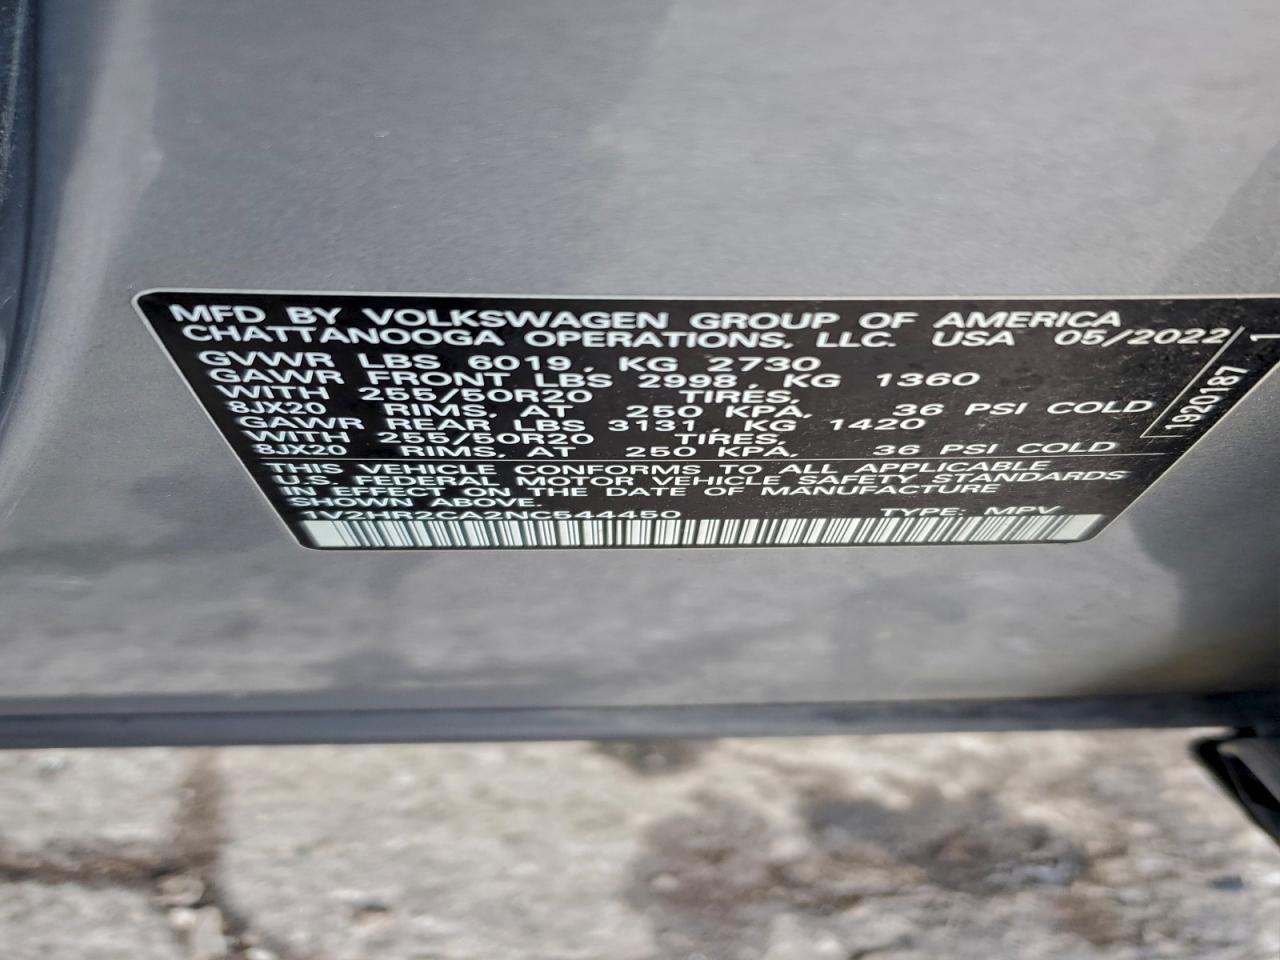 MFD BY VOLKSWAGEN GROUP OF AMERICA
CHATTANOOGA OPERATIONS, LLC. USA 05/2022
GVWR LBS 6019, KG 2730
GAWR FRONT LBS 2998, KG 1360
WITH 255/50R20 TIRES,
8JX20 RIMS, AT 250 KPA, 36 PSI COLD
GAWR REAR LBS 3131, KG 1420
WITH 255/50R20 TIRES,
8JX20 RIMS, AT 250 KPA, 36 PSI COLD
THIS VEHICLE CONFORMS TO ALL APPLICABLE
U.S. FEDERAL MOTOR VEHICLE SAFETY STANDARDS
IN EFFECT ON THE DATE OF MANUFACTURE
SHOWN ABOVE.
1V2HR2CA2NC544450 TYPE: MPV
1920187
1